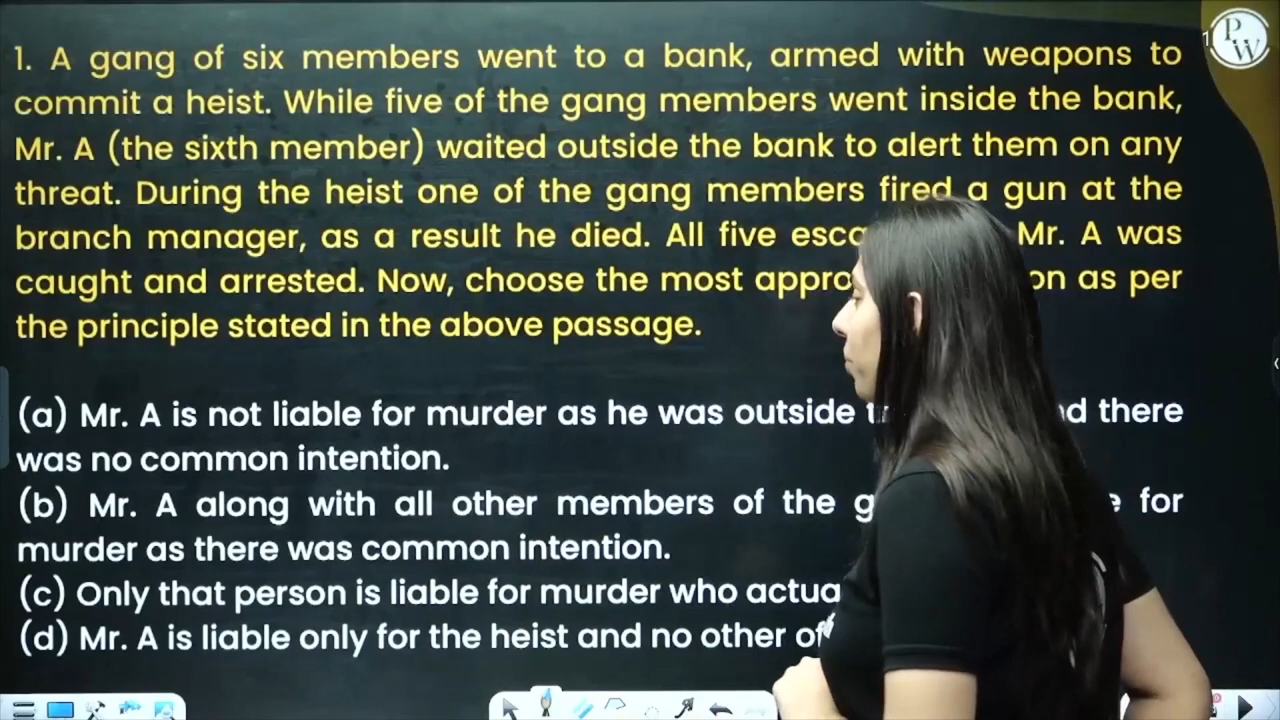 1. A gang of six members went to a bank, armed with weapons to
commit a heist. While five of the gang members went inside the bank,
Mr. A (the sixth member) waited outside the bank to alert them on any
threat. During the heist one of the gang members fired a gun at the
branch manager, as a result he died. All five Mr. A was
caught and arrested. Now, choose the most as per
the principle stated in the above passage.
(a) Mr. A is not liable for murder as he was outside there
was no common intention.
(b) Mr. A along with all other members of the for
murder as there was common intention.
(c) Only that person is liable for murder who
(d) Mr. A is liable only for the heist and no other
PW